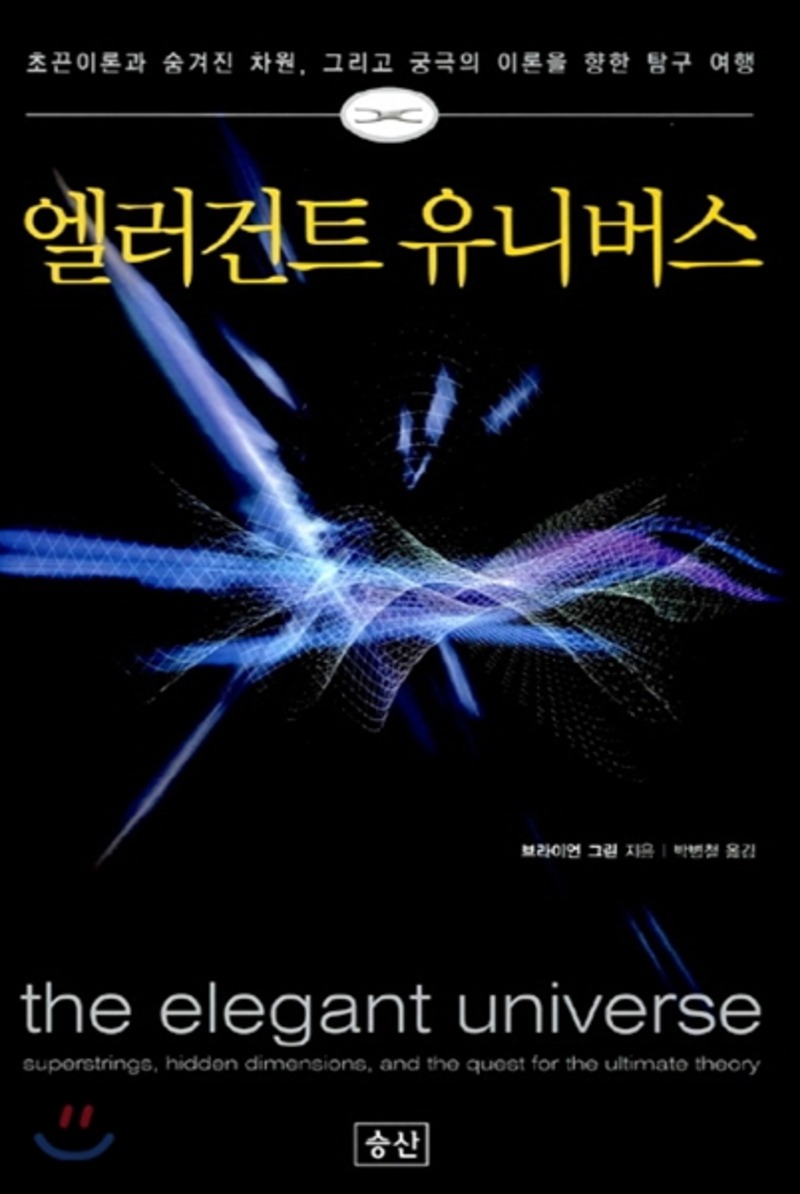 초끈이론과 숨겨진 차원, 그리고 궁극의 이론을 향한 탐구 여행
엘러건트 유니버스
브라이언 그린 지음 | 박병철 옮김
the elegant universe
superstrings, hidden dimensions, and the quest for the ultimate theory
승산